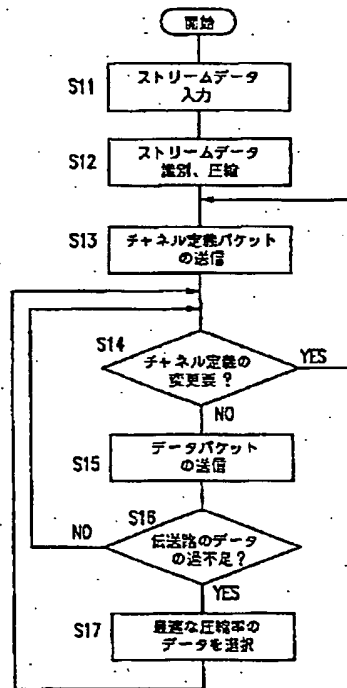 開始
S11
ストリームデータ
入力
S12
ストリームデータ
識別、圧縮
S13
チャネル定義パケット
の送信
S14
チャネル定義の
変更要?
YES
NO
S15
データパケット
の送信
S16
伝送路のデータ
の過不足?
NO
YES
S17
最適な圧縮率の
データを選択